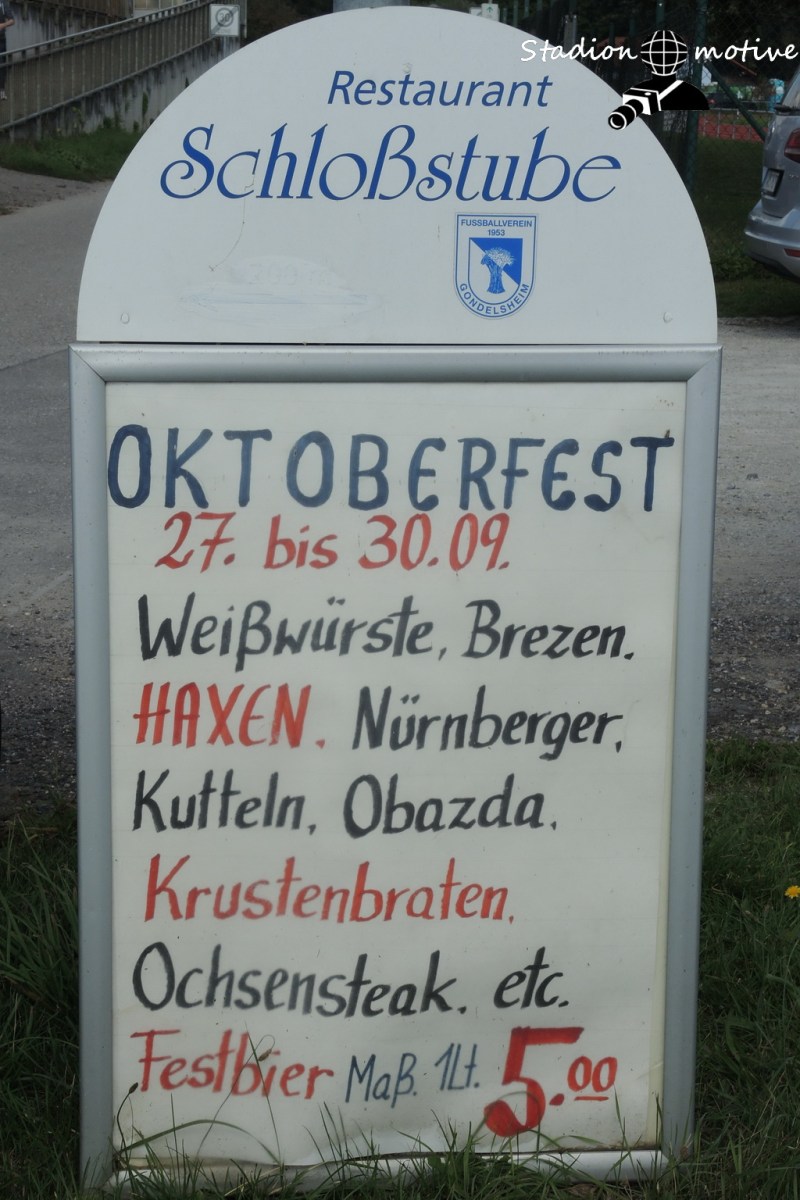 Stadion motive
Restaurant
Schloßstube
FUSSBALLVEREIN
1953
GONDELSHEIM
OKTOBERFEST
27. bis 30.09.
Weißwürste, Brezen.
HAXEN. Nürnberger,
Kutteln, Obazda,
Krustenbraten,
Ochsensteak. etc.
Festbier Maß. 1Lt. 5.00